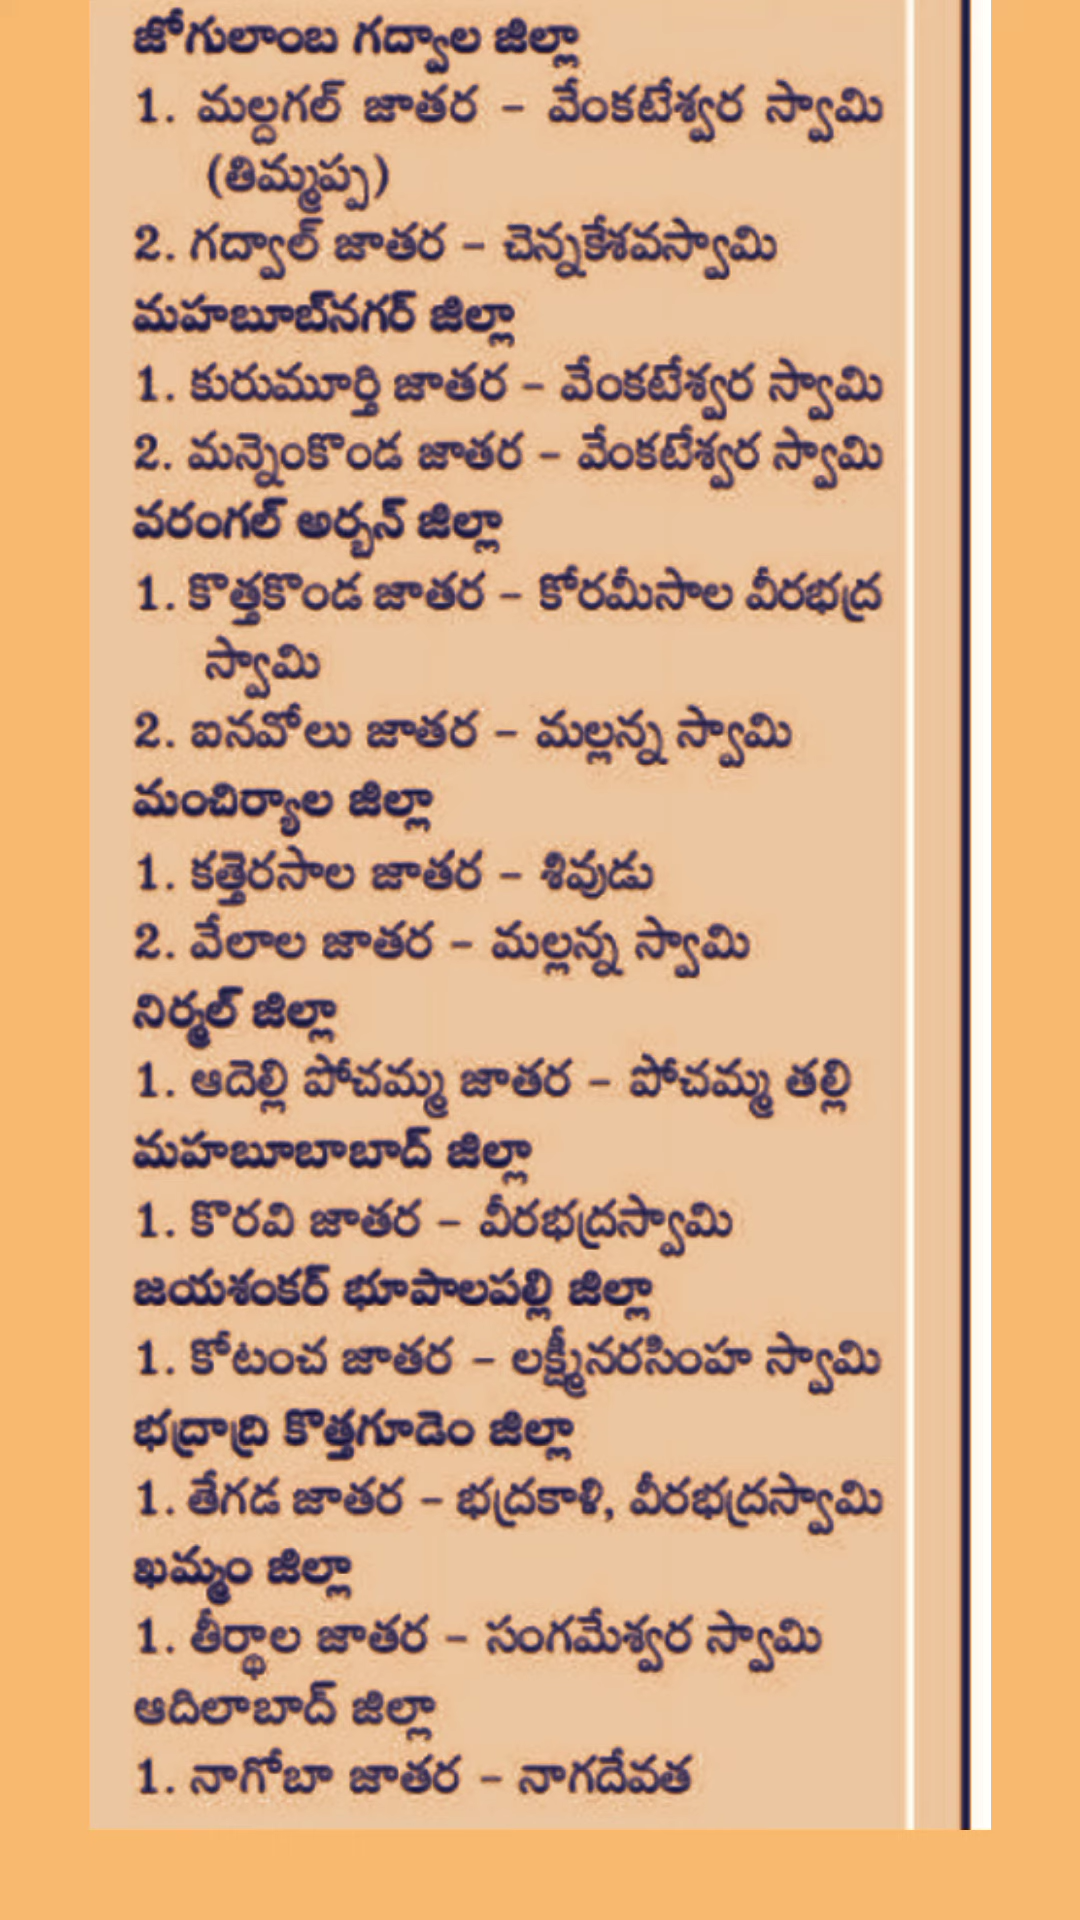 జోగులాంబ గద్వాల జిల్లా
1. మల్దగల్ జాతర – వేంకటేశ్వర స్వామి
(తిమ్మప్ప)
2. గద్వాల్ జాతర – చెన్నకేశవస్వామి
మహబూబ్‌నగర్ జిల్లా
1. కురుమూర్తి జాతర – వేంకటేశ్వర స్వామి
2. మన్నెంకొండ జాతర – వేంకటేశ్వర స్వామి
వరంగల్ అర్బన్ జిల్లా
1. కొత్తకొండ జాతర – కోరమీసాల వీరభద్ర
స్వామి
2. ఐనవోలు జాతర – మల్లన్న స్వామి
మంచిర్యాల జిల్లా
1. కత్తెరసాల జాతర – శివుడు
2. వేలాల జాతర – మల్లన్న స్వామి
నిర్మల్ జిల్లా
1. ఆదెల్లి పోచమ్మ జాతర – పోచమ్మ తల్లి
మహబూబాబాద్ జిల్లా
1. కొరవి జాతర – వీరభద్రస్వామి
జయశంకర్ భూపాలపల్లి జిల్లా
1. కోటంచ జాతర – లక్ష్మీనరసింహ స్వామి
భద్రాద్రి కొత్తగూడెం జిల్లా
1. తేగడ జాతర – భద్రకాళి, వీరభద్రస్వామి
ఖమ్మం జిల్లా
1. తీర్థాల జాతర – సంగమేశ్వర స్వామి
ఆదిలాబాద్ జిల్లా
1. నాగోబా జాతర – నాగదేవత